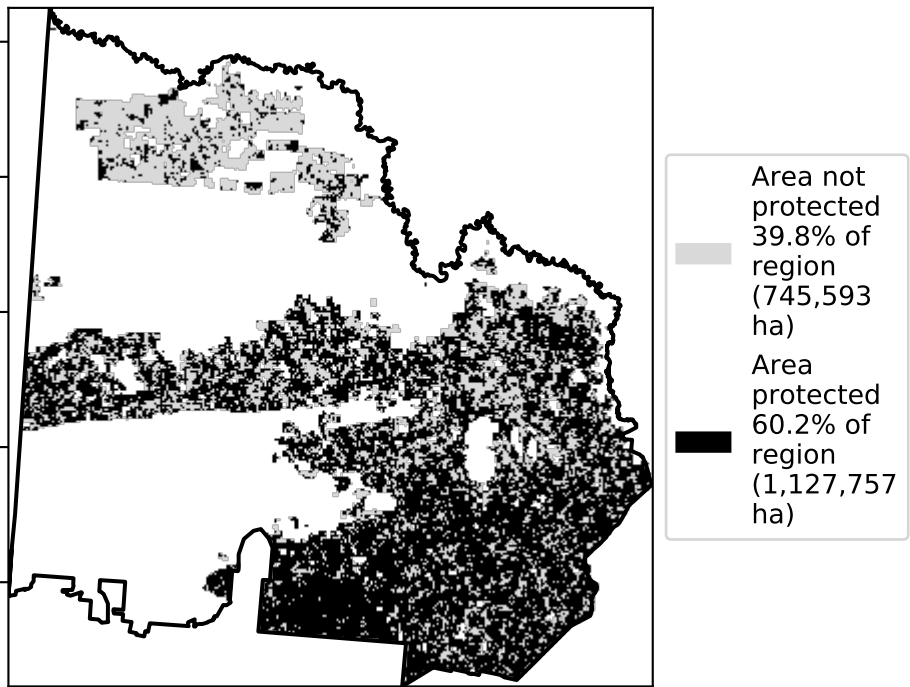 Area not
protected
39.8% of
region
(745,593
ha)
Area
protected
60.2% of
region
(1,127,757
ha)